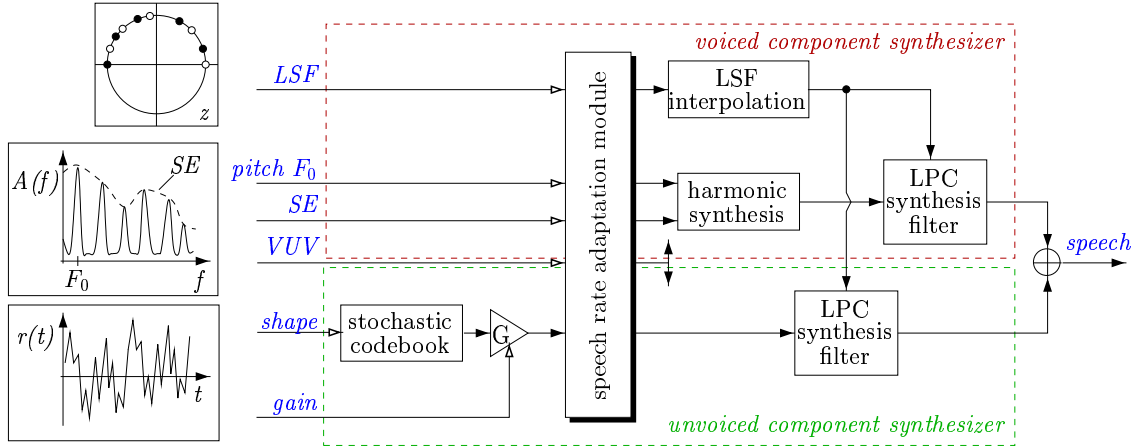 voiced component synthesizer
z
LSF
LSF
interpolation
speech rate adaptation module
A(f)
SE
F0
f
pitch F0
SE
VUV
harmonic
synthesis
LPC
synthesis
filter
speech
shape
stochastic
codebook
G
LPC
synthesis
filter
r(t)
t
gain
unvoiced component synthesizer